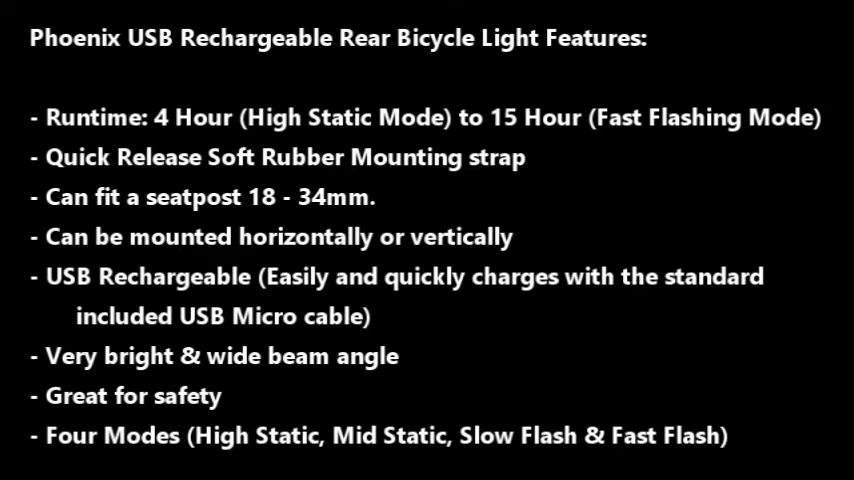 Phoenix USB Rechargeable Rear Bicycle Light Features:
- Runtime: 4 Hour (High Static Mode) to 15 Hour (Fast Flashing Mode)
- Quick Release Soft Rubber Mounting strap
- Can fit a seatpost 18 - 34mm.
- Can be mounted horizontally or vertically
- USB Rechargeable (Easily and quickly charges with the standard
included USB Micro cable)
- Very bright & wide beam angle
- Great for safety
- Four Modes (High Static, Mid Static, Slow Flash & Fast Flash)